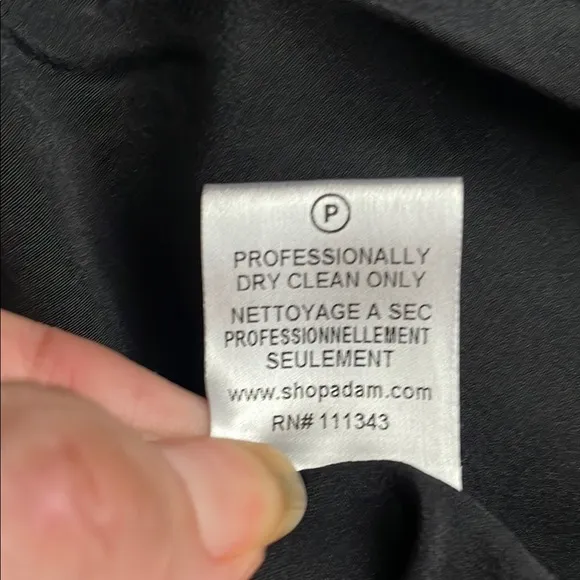 P
PROFESSIONALLY
DRY CLEAN ONLY
NETTOYAGE A SEC
PROFESSIONNELLEMENT
SEULEMENT
www.shopadam.com
RN# 111343